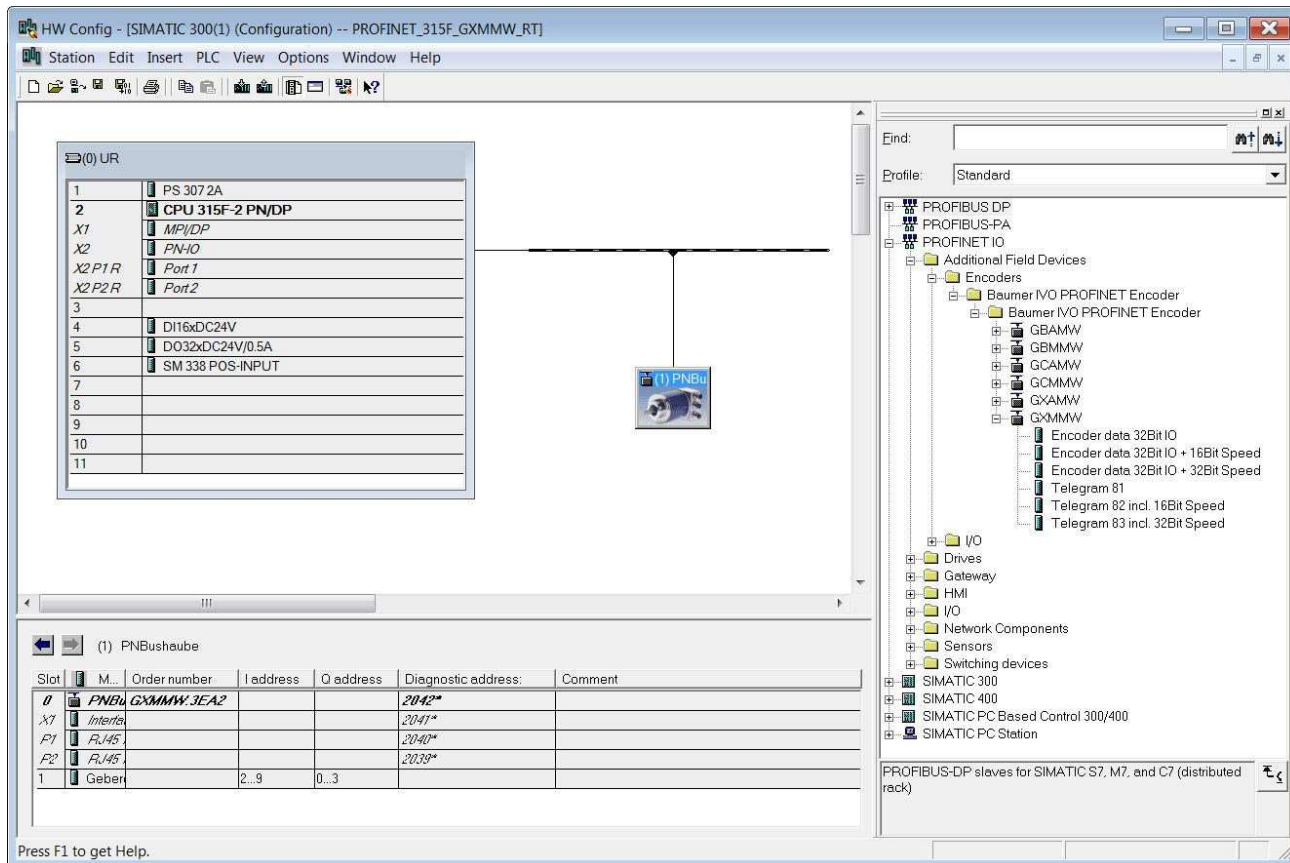 HW Config - [SIMATIC 300(1) (Configuration) -- PROFINET_315F_GXMMW_RT]
Station Edit Insert PLC View Options Window Help
(0) UR
1 PS 307 2A
2 CPU 315F-2 PN/DP
X1 MPI/DP
X2 PN-IO
X2 P1 R Port 1
X2 P2 R Port 2
3
4 DI16xDC24V
5 DO32xDC24V/0.5A
6 SM 338 POS-INPUT
7
8
9
10
11
(1) PNBu
Find:
Profile: Standard
PROFIBUS DP
PROFIBUS-PA
PROFINET IO
Additional Field Devices
Encoders
Baumer IVO PROFINET Encoder
Baumer IVO PROFINET Encoder
GBAMW
GBMMW
GCAMW
GCMMW
GXAMW
GXMMW
Encoder data 32Bit IO
Encoder data 32Bit IO + 16Bit Speed
Encoder data 32Bit IO + 32Bit Speed
Telegram 81
Telegram 82 incl. 16Bit Speed
Telegram 83 incl. 32Bit Speed
I/O
Drives
Gateway
HMI
I/O
Network Components
Sensors
Switching devices
SIMATIC 300
SIMATIC 400
SIMATIC PC Based Control 300/400
SIMATIC PC Station
PROFIBUS-DP slaves for SIMATIC S7, M7, and C7 (distributed
rack)
(1) PNBushaube
Slot M... Order number I address Q address Diagnostic address: Comment
0 PNBu GXMMW.3EA2 2042*
X1 Interfa 2041*
P1 RJ45 2040*
P2 RJ45 2039*
1 Geber 2...9 0...3
Press F1 to get Help.